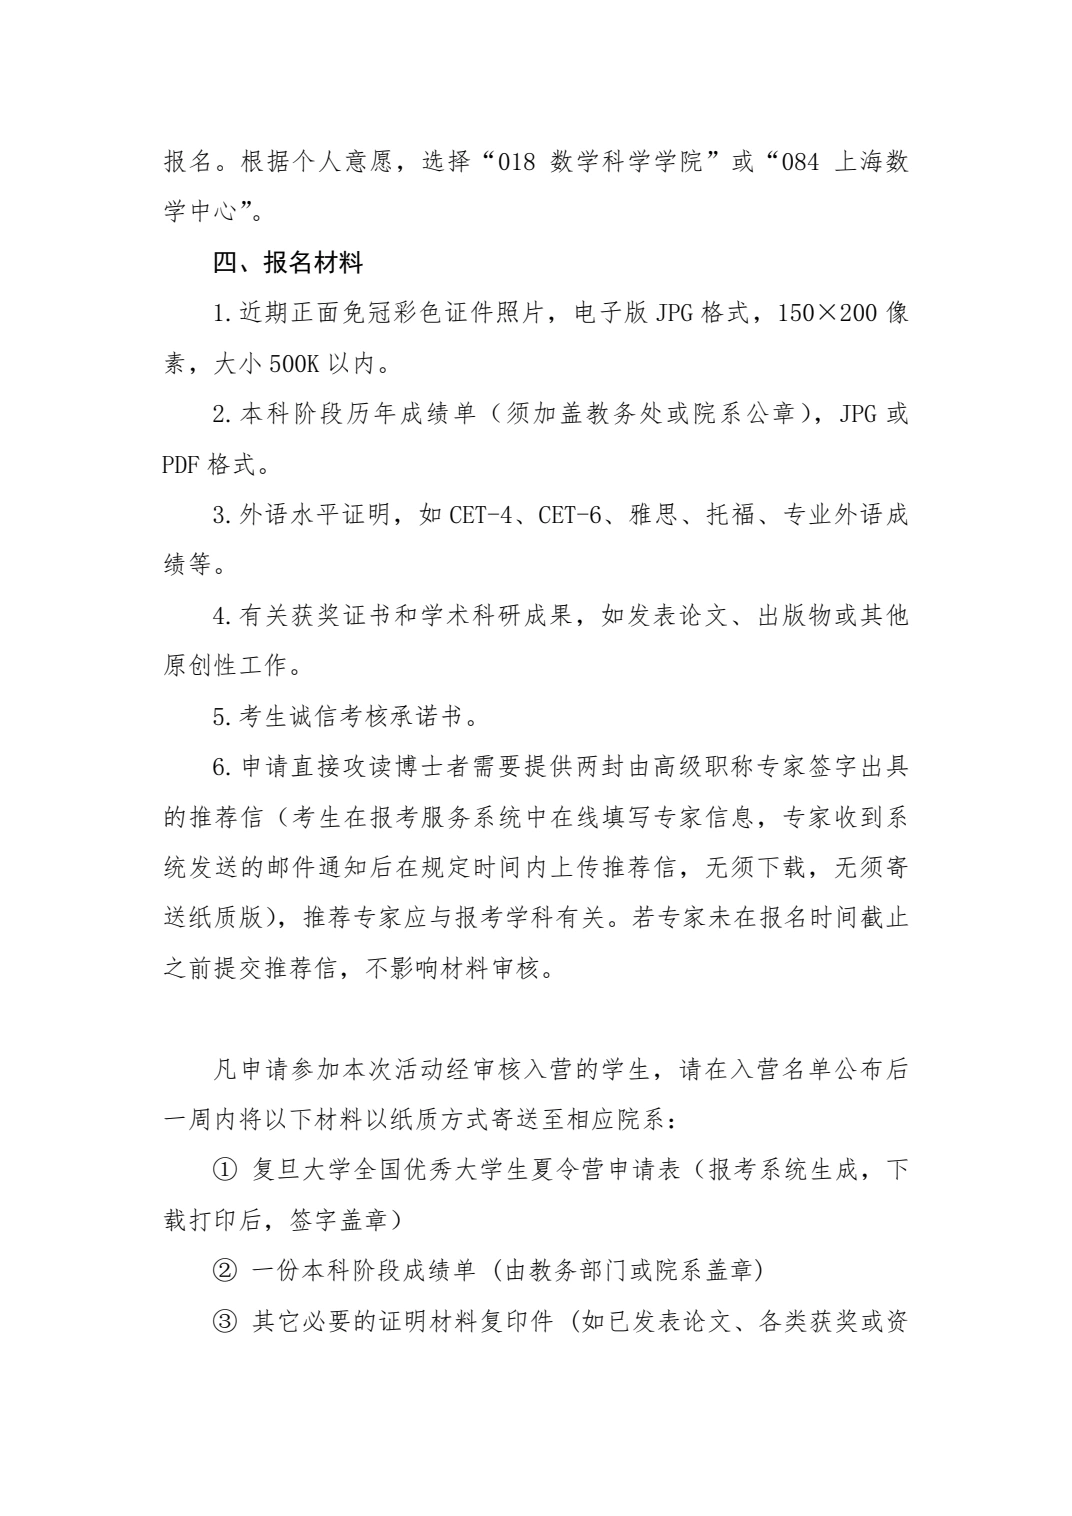 报名。根据个人意愿，选择“018 数学科学学院”或“084 上海数
学中心”。
四、报名材料
1.近期正面免冠彩色证件照片，电子版 JPG 格式，150×200 像
素，大小 500K 以内。
2.本科阶段历年成绩单（须加盖教务处或院系公章），JPG 或
PDF 格式。
3.外语水平证明，如 CET-4、CET-6、雅思、托福、专业外语成
绩等。
4.有关获奖证书和学术科研成果，如发表论文、出版物或其他
原创性工作。
5.考生诚信考核承诺书。
6.申请直接攻读博士者需要提供两封由高级职称专家签字出具
的推荐信（考生在报考服务系统中在线填写专家信息，专家收到系
统发送的邮件通知后在规定时间内上传推荐信，无须下载，无须寄
送纸质版），推荐专家应与报考学科有关。若专家未在报名时间截止
之前提交推荐信，不影响材料审核。
凡申请参加本次活动经审核入营的学生，请在入营名单公布后
一周内将以下材料以纸质方式寄送至相应院系：
① 复旦大学全国优秀大学生夏令营申请表（报考系统生成，下
载打印后，签字盖章）
② 一份本科阶段成绩单 (由教务部门或院系盖章)
③ 其它必要的证明材料复印件 (如已发表论文、各类获奖或资